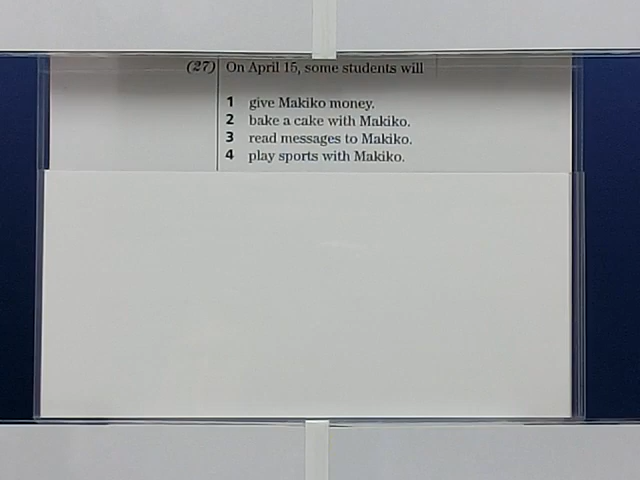 (27) On April 15, some students will
1 give Makiko money.
2 bake a cake with Makiko.
3 read messages to Makiko.
4 play sports with Makiko.